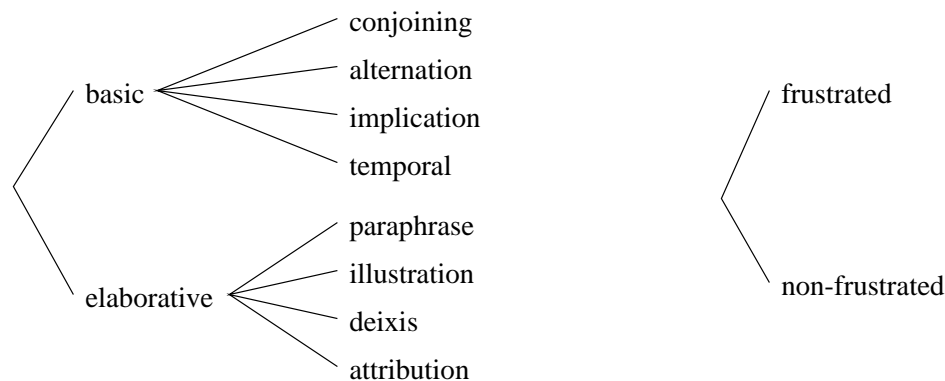 conjoining
alternation
basic
implication
temporal
paraphrase
illustration
elaborative
deixis
attribution
frustrated
non-frustrated